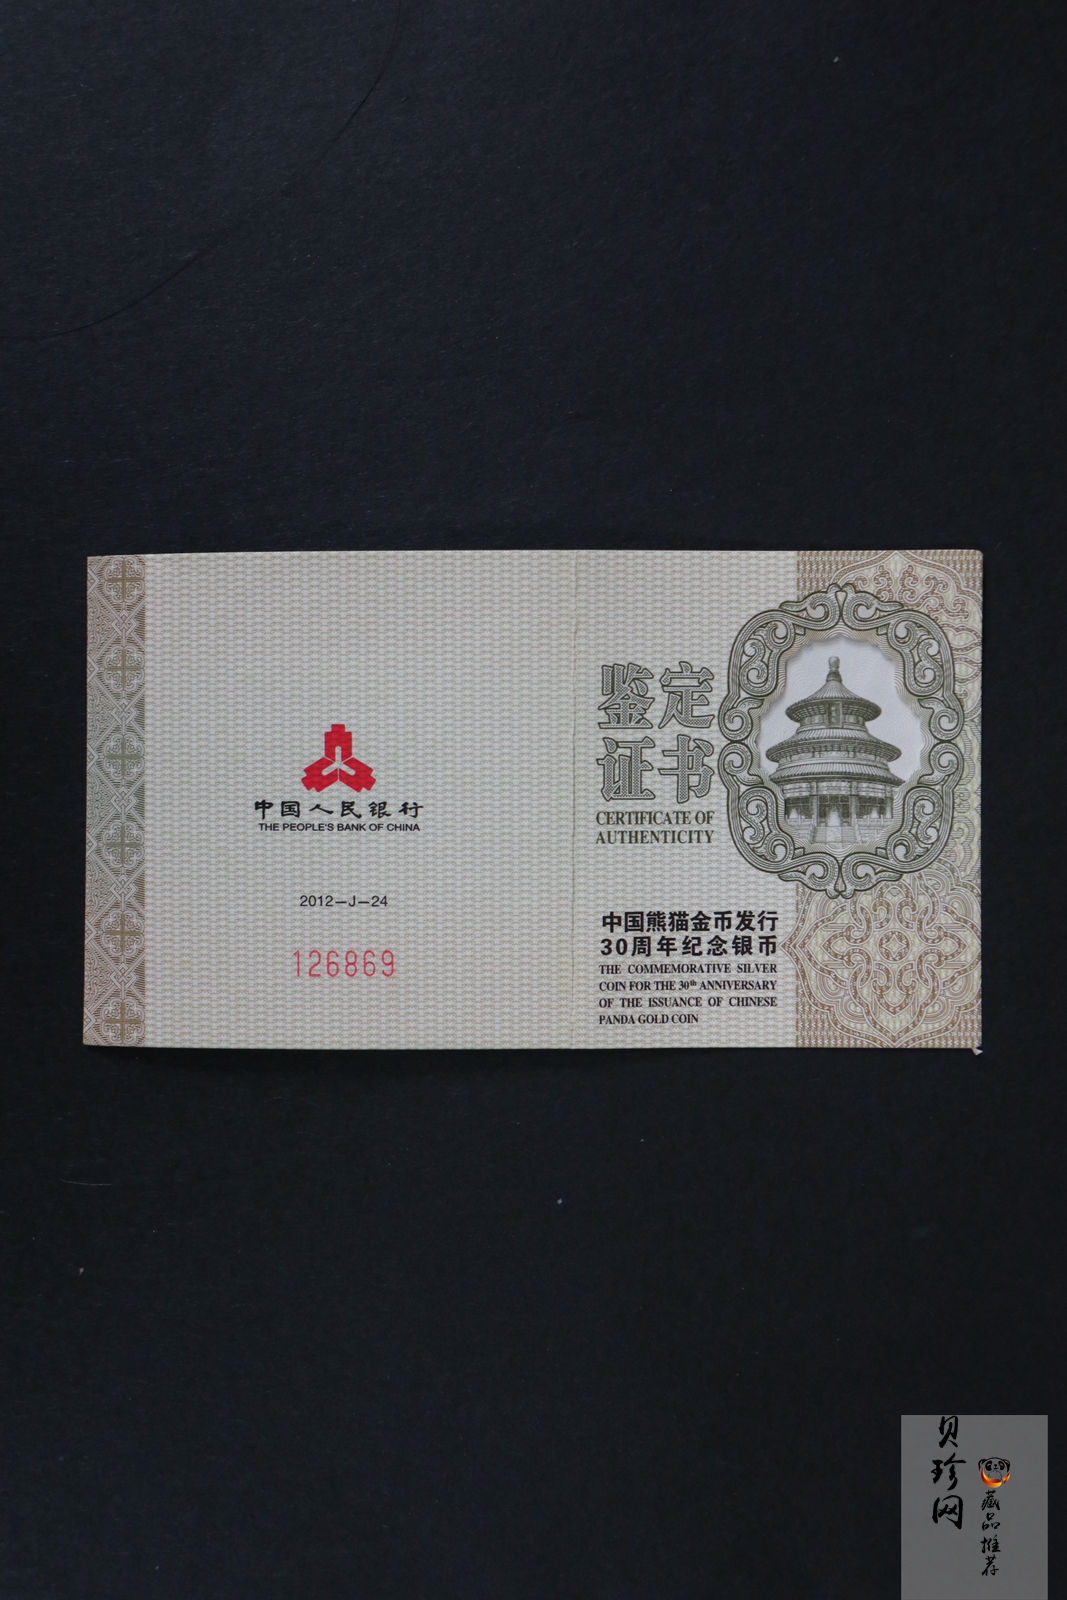 中国人民银行
THE PEOPLE'S BANK OF CHINA
2012—J—24
126869
鉴定
证书
CERTIFICATE OF
AUTHENTICITY
中国熊猫金币发行
30周年纪念银币
THE COMMEMORATIVE SILVER
COIN FOR THE 30th ANNIVERSARY
OF THE ISSUANCE OF CHINESE
PANDA GOLD COIN
贝珍网
藏品推荐